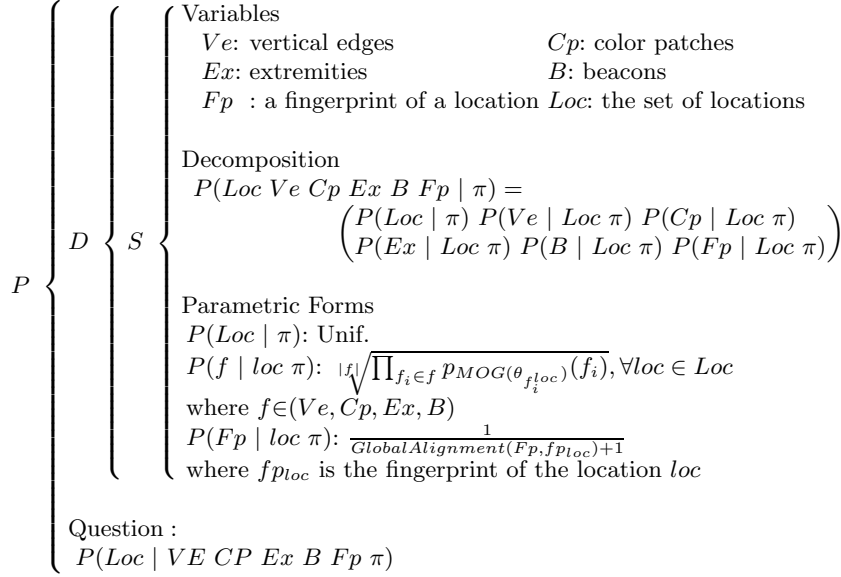 Variables
Ve: vertical edges Cp: color patches
Ex: extremities B: beacons
Fp : a fingerprint of a location Loc: the set of locations
Decomposition
P(Loc Ve Cp Ex B Fp | π) =
(P(Loc | π) P(Ve | Loc π) P(Cp | Loc π)
P(Ex | Loc π) P(B | Loc π) P(Fp | Loc π))
P { D { S {
Parametric Forms
P(Loc | π): Unif.
P(f | loc π): \sqrt[|f|]{\prod_{f_i∈f} p_{MOG(θ_{f_i^{loc}})}(f_i)}, ∀loc ∈ Loc
where f∈(Ve, Cp, Ex, B)
P(Fp | loc π): \frac{1}{GlobalAlignment(Fp,fp_{loc})+1}
where fp_{loc} is the fingerprint of the location loc
Question :
P(Loc | VE CP Ex B Fp π)